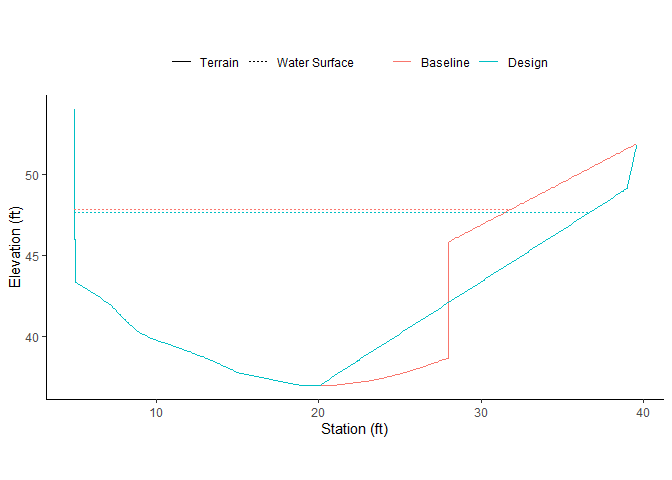 Terrain Water Surface Baseline Design
50
45
40
Elevation (ft)
10 20 30 40
Station (ft)